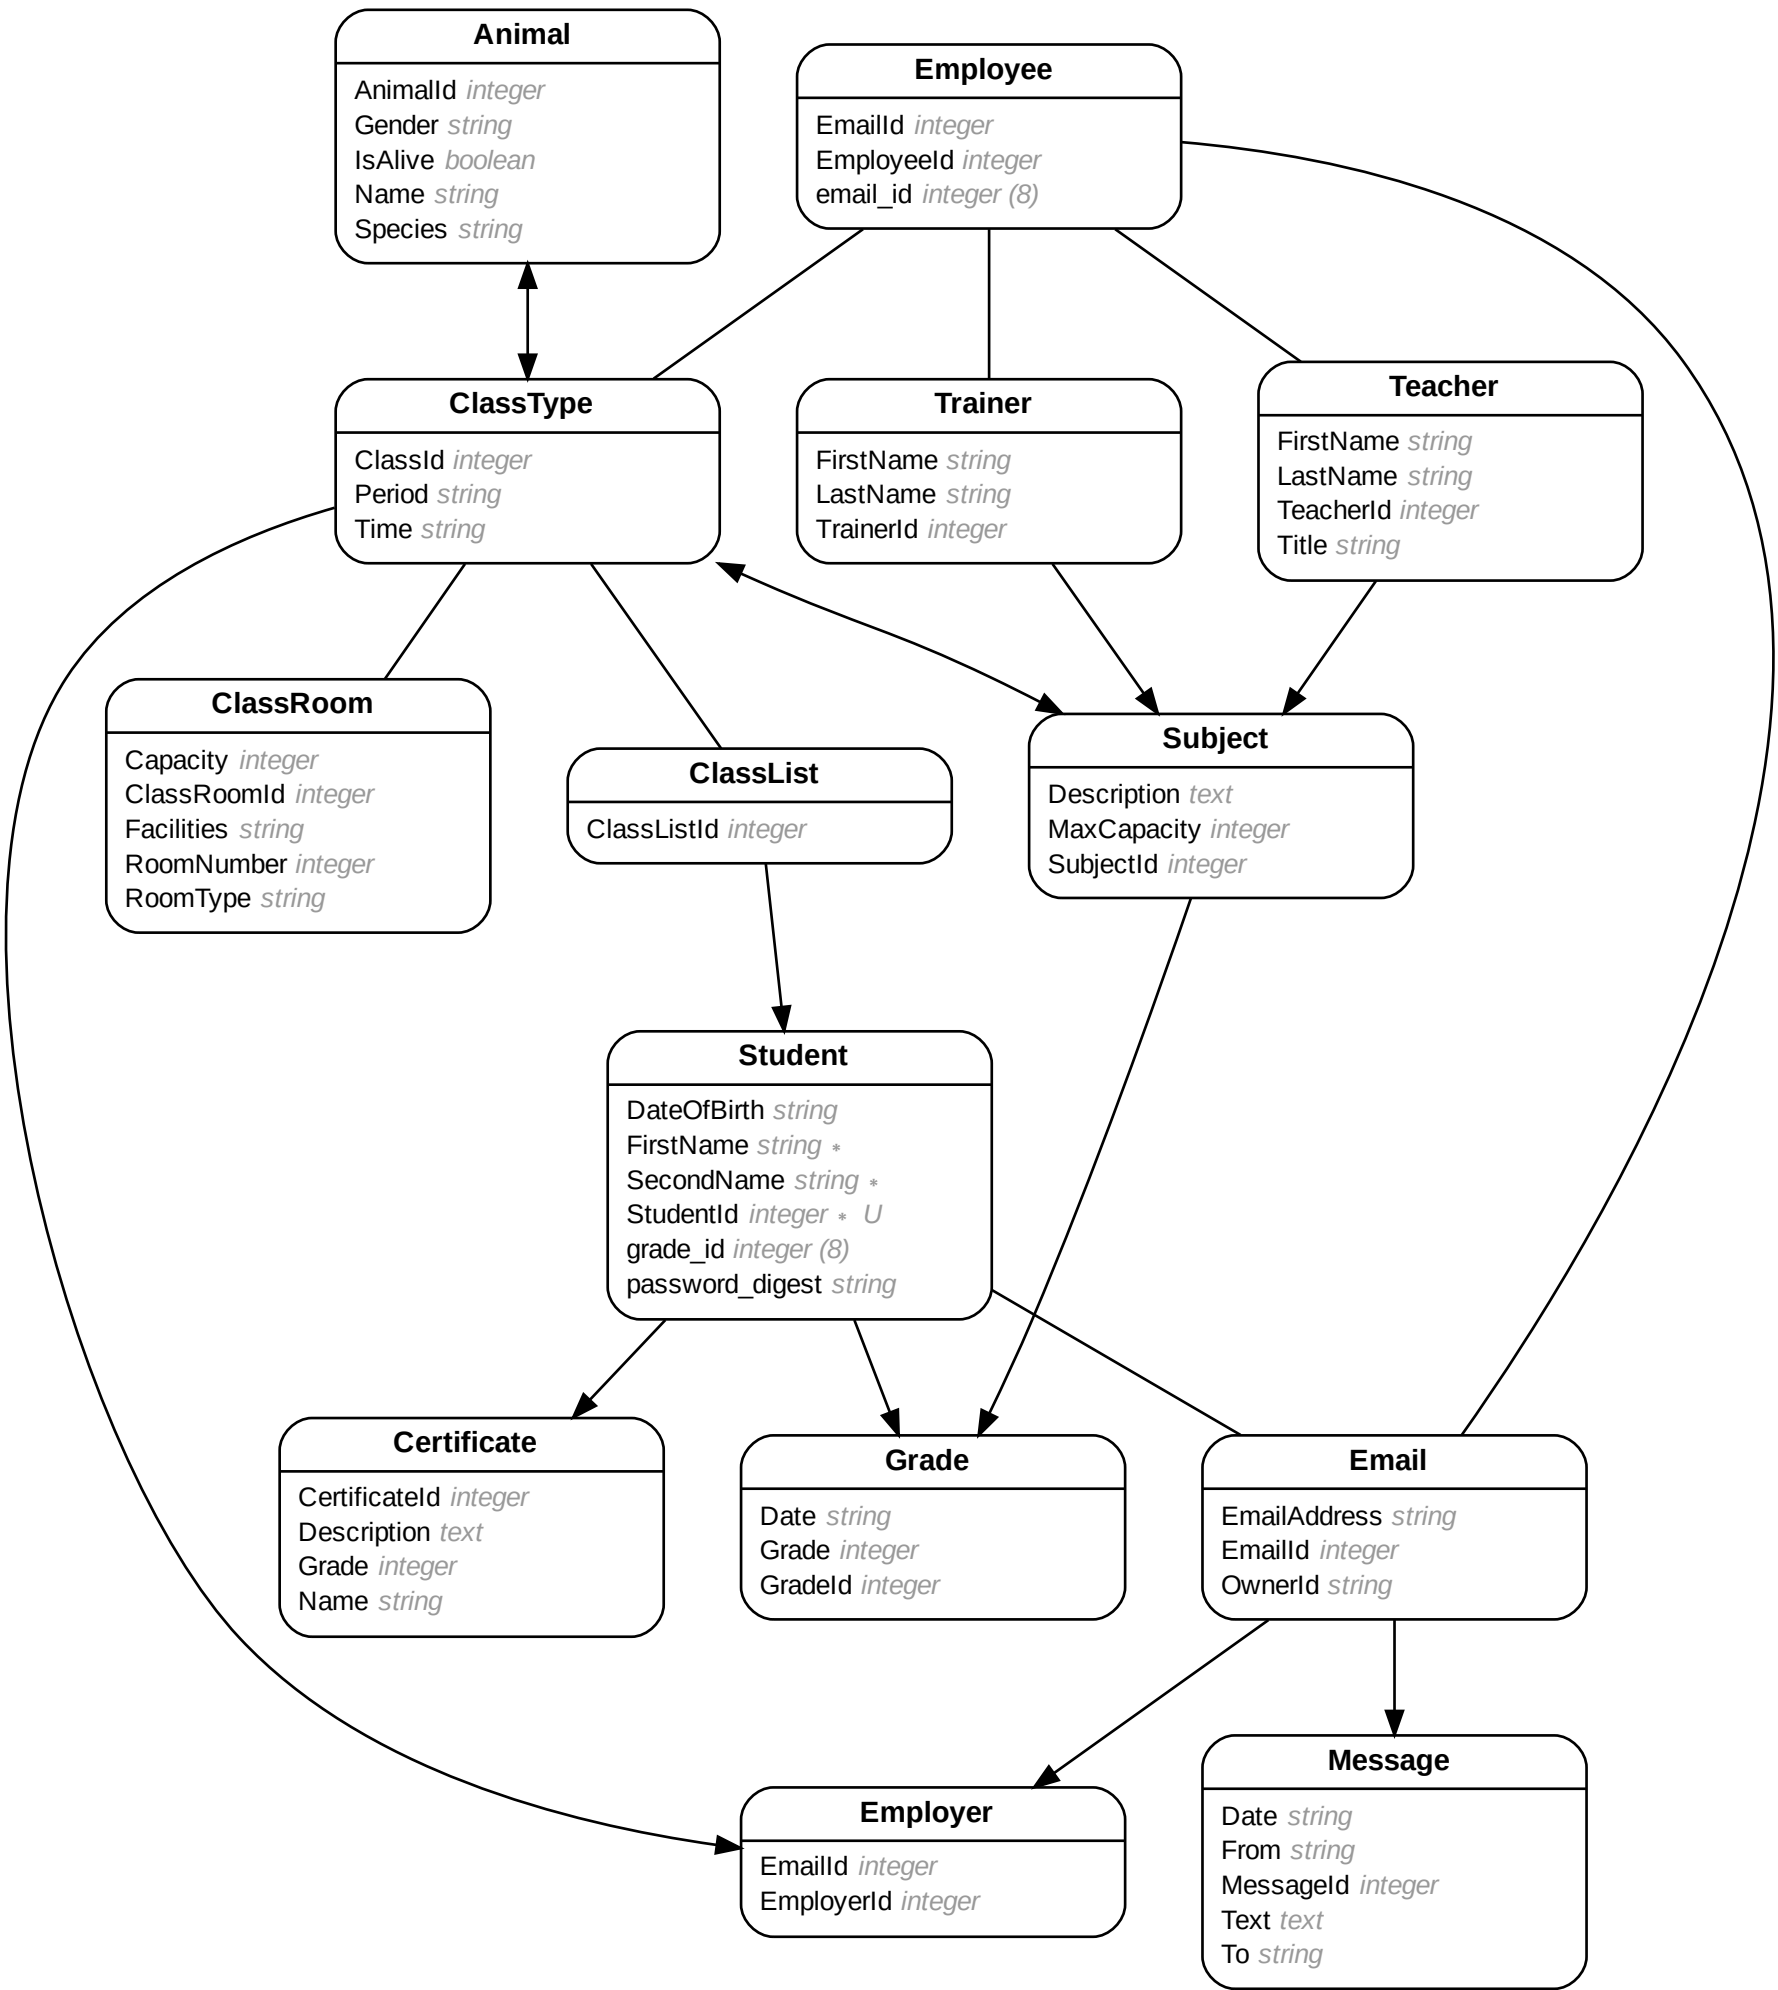 Animal
AnimalId integer
Gender string
IsAlive boolean
Name string
Species string
Employee
EmailId integer
EmployeeId integer
email_id integer (8)
ClassType
ClassId integer
Period string
Time string
Trainer
FirstName string
LastName string
TrainerId integer
Teacher
FirstName string
LastName string
TeacherId integer
Title string
ClassRoom
Capacity integer
ClassRoomId integer
Facilities string
RoomNumber integer
RoomType string
ClassList
ClassListId integer
Subject
Description text
MaxCapacity integer
SubjectId integer
Student
DateOfBirth string
FirstName string *
SecondName string *
StudentId integer * U
grade_id integer (8)
password_digest string
Certificate
CertificateId integer
Description text
Grade integer
Name string
Grade
Date string
Grade integer
GradeId integer
Email
EmailAddress string
EmailId integer
OwnerId string
Employer
EmailId integer
EmployerId integer
Message
Date string
From string
MessageId integer
Text text
To string